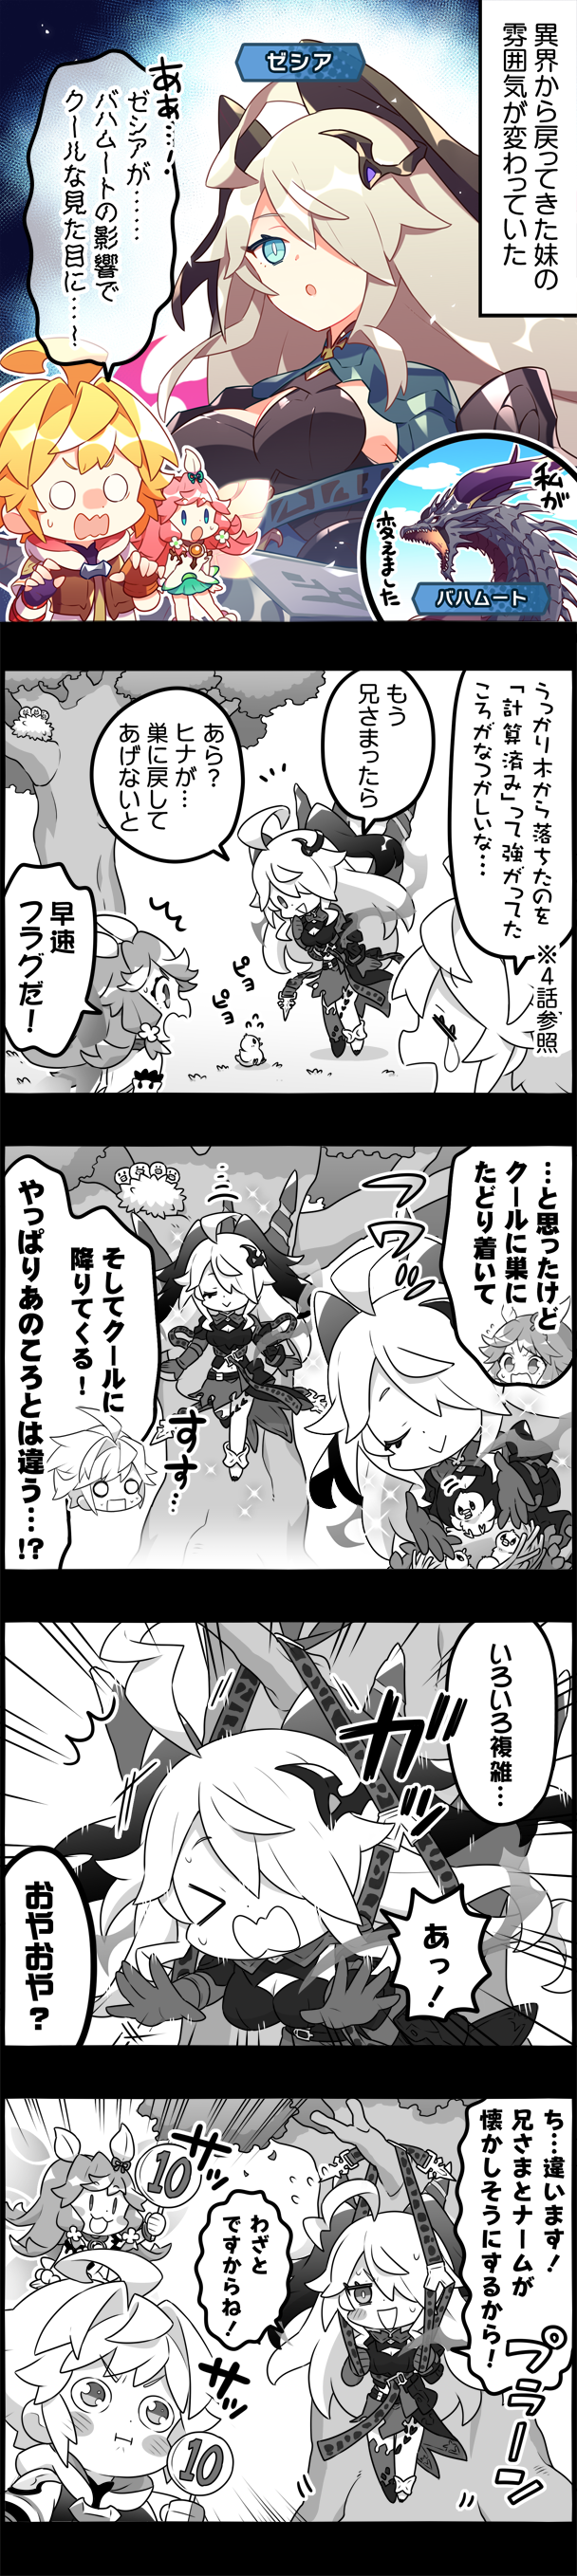 異界から戻ってきた妹の
雰囲気が変わっていた
ゼシア
ああ…！
ゼシアが……
バハムートの影響で
クールな見た目に…～
私が
変えました
バハムート
うっかり木から落ちたのを
「計算済み」って強がってた
ころがなつかしいな…
※4話参照
もう
兄さまったら
あら？
ヒナが…
巣に戻して
あげないと
ピョ
ピョ
早速
フラグだ！
…と思ったけど
クールに巣に
たどり着いて
フワッ
そしてクールに
降りてくる！
やっぱりあのころとは違う…!?
すす…
いろいろ複雑…
ガッ
あっ！
おやおや？
ち…違います！
兄さまとナームが
懐かしそうにするから！
わざと
ですからね！
プラーン
サッ
10
サッ
10